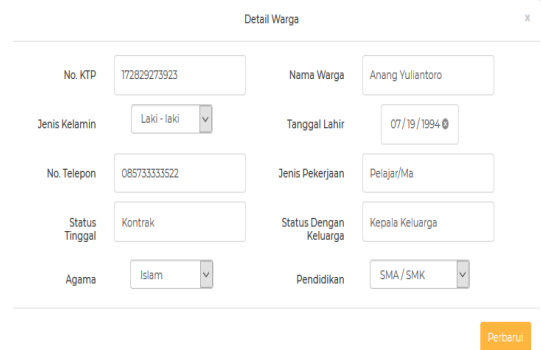 Detail Warga x
No. KTP 172829273923 Nama Warga Anang Yuliantoro
Jenis Kelamin Laki - laki Tanggal Lahir 07 / 19 / 1994
No. Telepon 085733333522 Jenis Pekerjaan Pelajar/Ma
Status Tinggal Kontrak Status Dengan Keluarga Kepala Keluarga
Agama Islam Pendidikan SMA / SMK
Perbarui